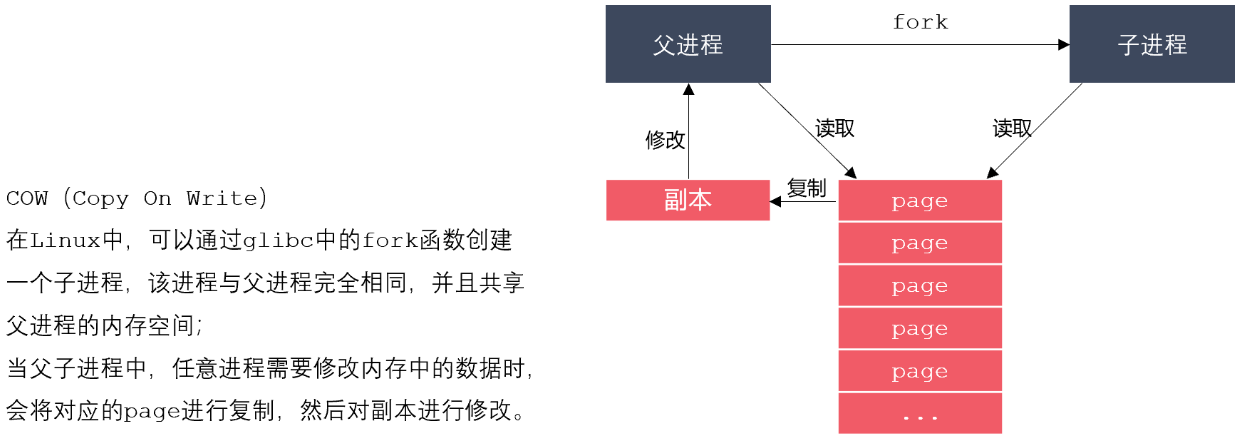 COW（Copy On Write）
在Linux中，可以通过glibc中的fork函数创建
一个子进程，该进程与父进程完全相同，并且共享
父进程的内存空间；
当父子进程中，任意进程需要修改内存中的数据时，
会将对应的page进行复制，然后对副本进行修改。
父进程
fork
子进程
修改
读取
读取
副本
复制
page
page
page
page
page
...